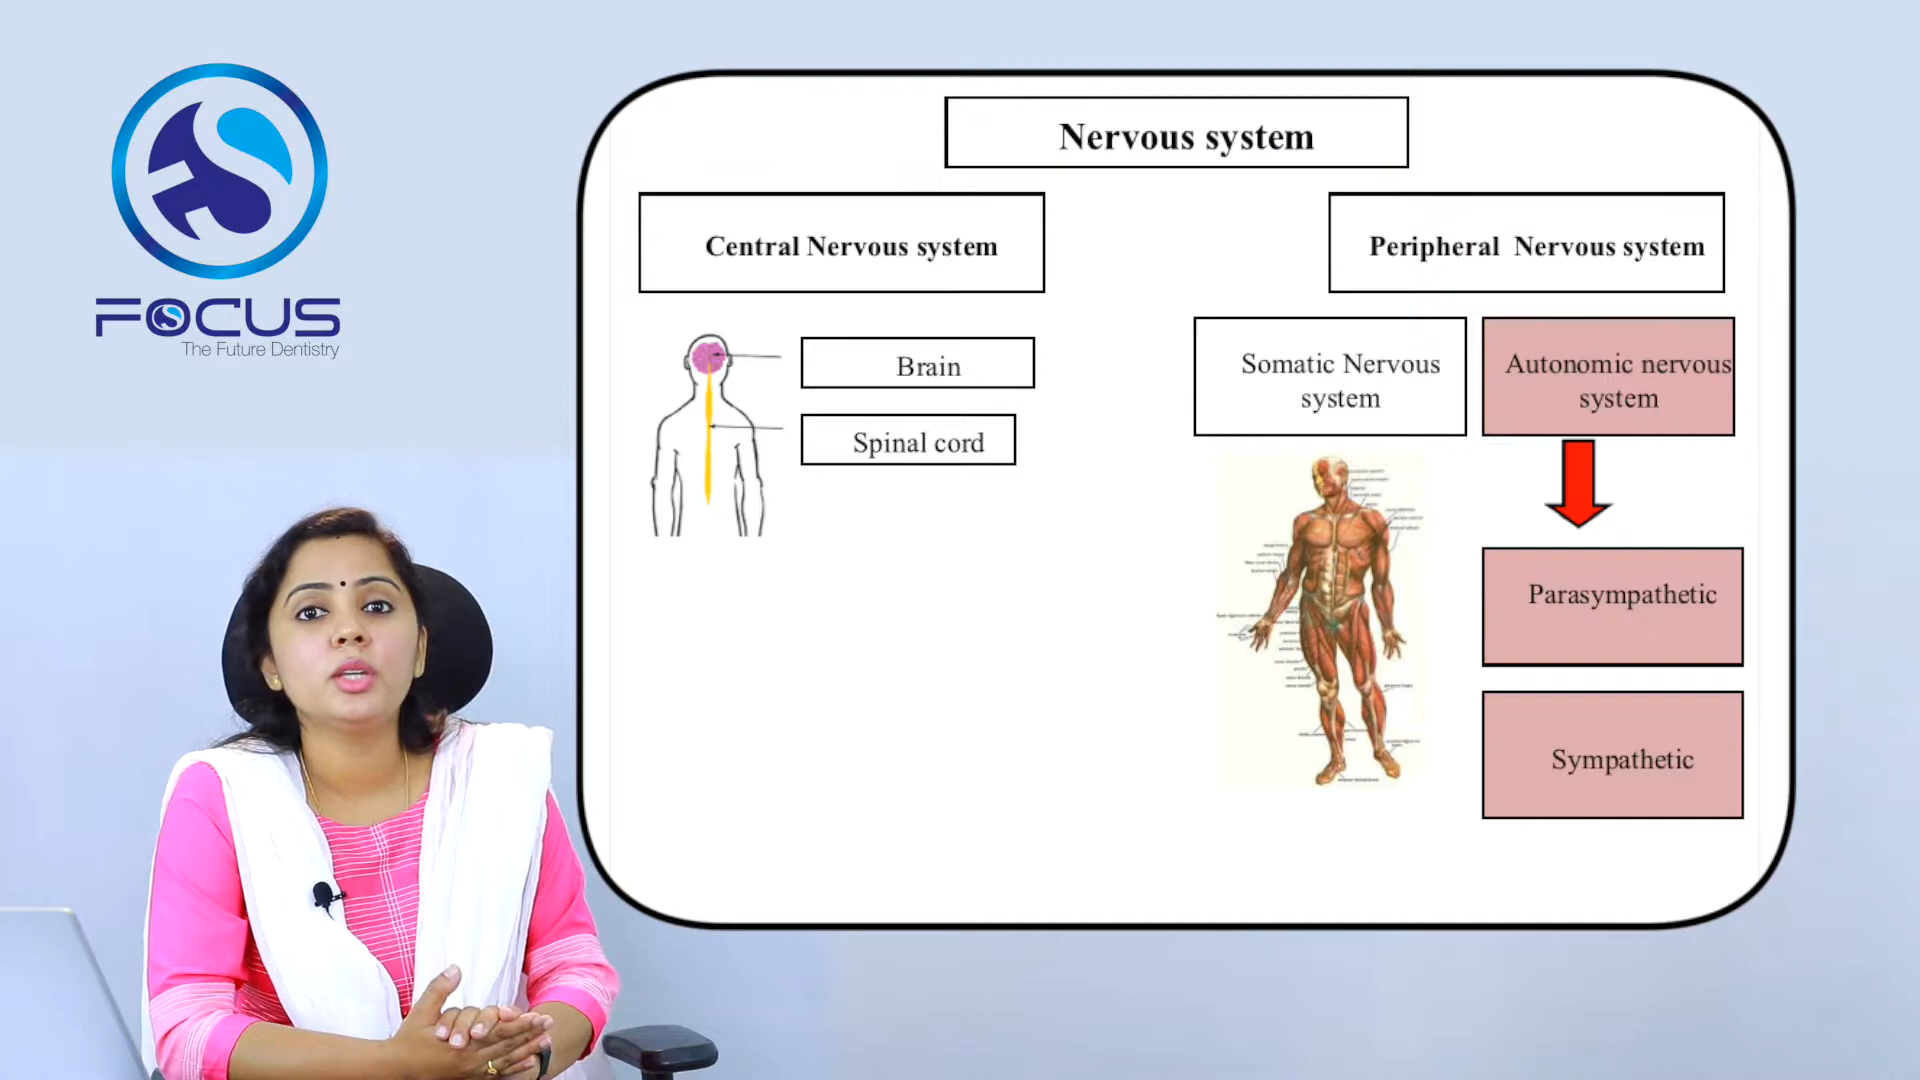 FOCUS
The Future Dentistry
Nervous system
Central Nervous system
Peripheral Nervous system
Brain
Spinal cord
Somatic Nervous
system
Autonomic nervous
system
Parasympathetic
Sympathetic